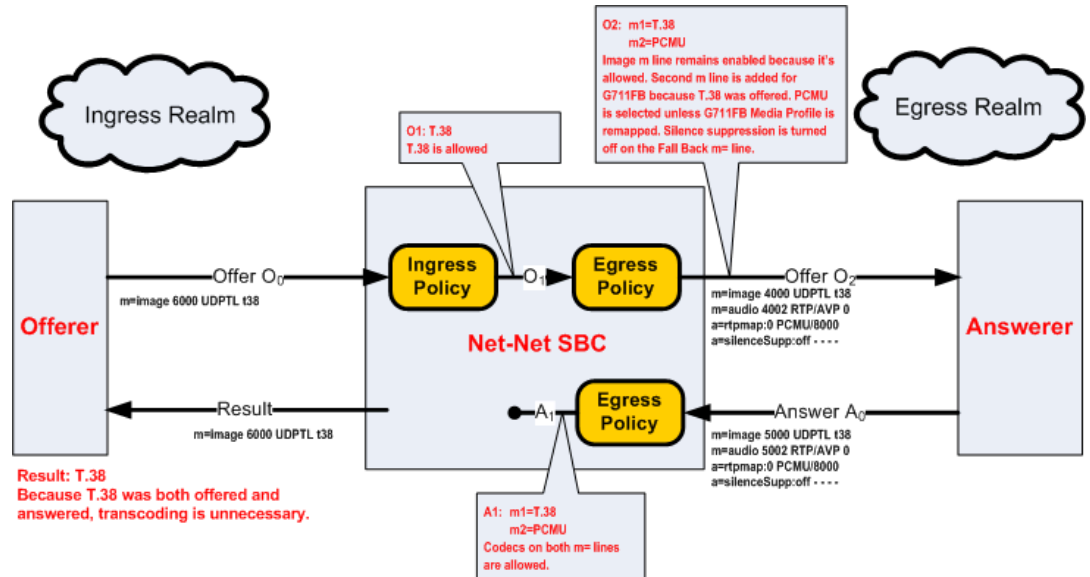 O2: m1=T.38
m2=PCMU
Image m line remains enabled because it's
allowed. Second m line is added for
G711FB because T.38 was offered. PCMU
is selected unless G711FB Media Profile is
remapped. Silence suppression is turned
off on the Fall Back m= line.
Ingress Realm
Egress Realm
O1: T.38
T.38 is allowed
Offerer
Offer O0
m=image 6000 UDPTL t38
Ingress
Policy
O1
Egress
Policy
Offer O2
m=image 4000 UDPTL t38
m=audio 4002 RTP/AVP 0
a=rtpmap:0 PCMU/8000
a=silenceSupp:off - - - -
Answerer
Net-Net SBC
Result
m=image 6000 UDPTL t38
A1
Egress
Policy
Answer A0
m=image 5000 UDPTL t38
m=audio 5002 RTP/AVP 0
a=rtpmap:0 PCMU/8000
a=silenceSupp:off - - - -
Result: T.38
Because T.38 was both offered and
answered, transcoding is unnecessary.
A1: m1=T.38
m2=PCMU
Codecs on both m= lines
are allowed.